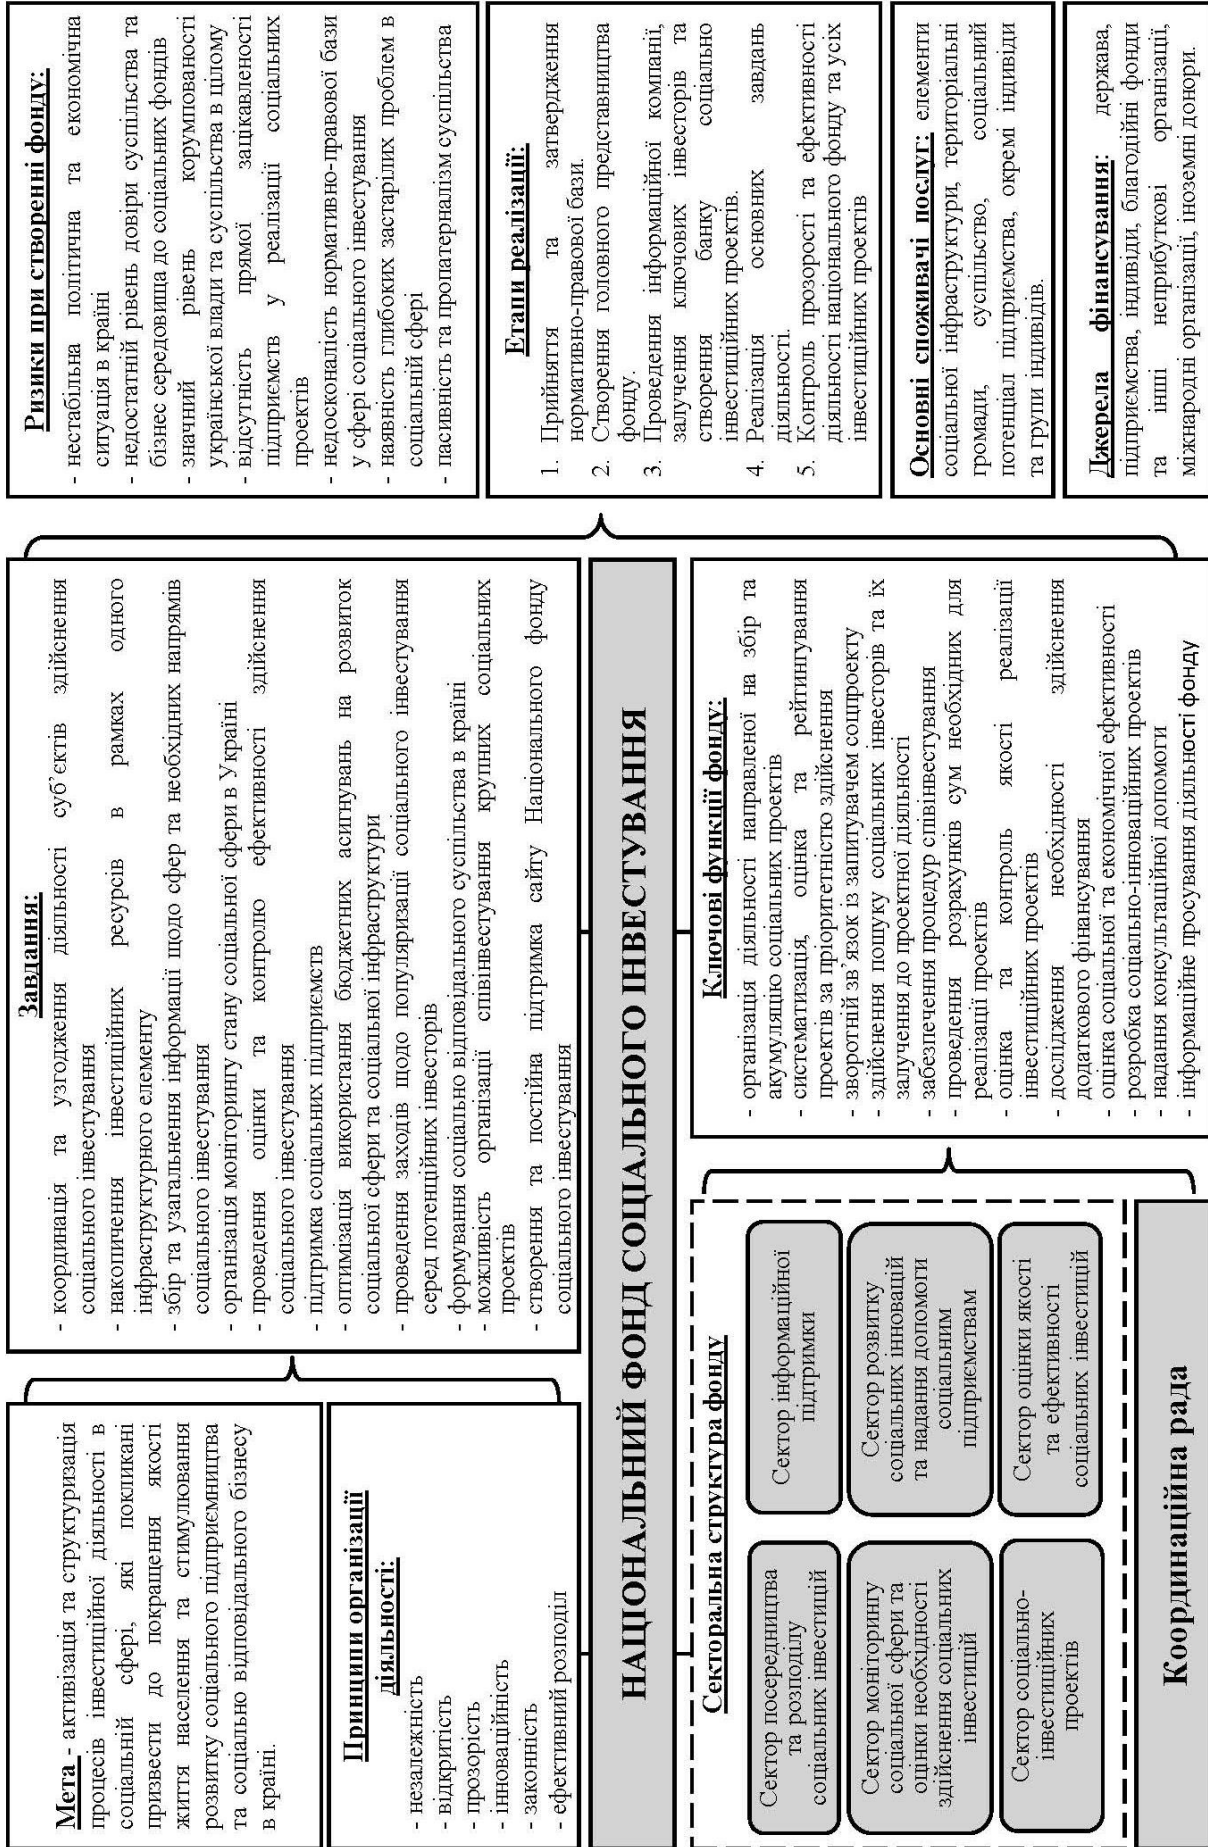 Мета - активізація та структуризація
процесів інвестиційної діяльності в
соціальній сфері, які покликані
призвести до покращення якості
життя населення та стимулювання
розвитку соціального підприємництва
та соціально відповідального бізнесу
в країні.
Принципи організації
діяльності:
- незалежність
- відкритість
- прозорість
- інноваційність
- законність
- ефективний розподіл
Завдання:
- координація та узгодження діяльності суб’єктів здійснення
соціального інвестування
- накопичення інвестиційних ресурсів в рамках одного
інфраструктурного елементу
- збір та узагальнення інформації щодо сфер та необхідних напрямів
соціального інвестування
- організація моніторингу стану соціальної сфери в Україні
- проведення оцінки та контролю ефективності здійснення
соціального інвестування
- підтримка соціальних підприємств
- оптимізація використання бюджетних асигнувань на розвиток
соціальної сфери та соціальної інфраструктури
- проведення заходів щодо популяризації соціального інвестування
серед потенційних інвесторів
- формування соціально відповідального суспільства в країні
- можливість організації співінвестування крупних соціальних
проектів
- створення та постійна підтримка сайту Національного фонду
соціального інвестування
Ризики при створенні фонду:
- нестабільна політична та економічна
ситуація в країні
- недостатній рівень довіри суспільства та
бізнес середовища до соціальних фондів
- значний рівень корумпованості
української влади та суспільства в цілому
- відсутність прямої зацікавленості
підприємств у реалізації соціальних
проектів
- недосконалість нормативно-правової бази
у сфері соціального інвестування
- наявність глибоких застарілих проблем в
соціальній сфері
- пасивність та пропатерналізм суспільства
Етапи реалізації:
1. Прийняття та затвердження
нормативно-правової бази.
2. Створення головного представництва
фонду.
3. Проведення інформаційної компанії,
залучення ключових інвесторів та
створення банку соціально
інвестиційних проектів.
4. Реалізація основних завдань
діяльності.
5. Контроль прозорості та ефективності
діяльності національного фонду та усіх
інвестиційних проектів
Основні споживачі послуг: елементи
соціальної інфраструктури, територіальні
громади, суспільство, соціальний
потенціал підприємства, окремі індивіди
та групи індивідів.
Джерела фінансування: держава,
підприємства, індивіди, благодійні фонди
та інші неприбуткові організації,
міжнародні організації, іноземні донори.
НАЦІОНАЛЬНИЙ ФОНД СОЦІАЛЬНОГО ІНВЕСТУВАННЯ
Секторальна структура фонду
Сектор посередництва
та розподілу
соціальних інвестицій
Сектор інформаційної
підтримки
Сектор моніторингу
соціальної сфери та
оцінки необхідності
здійснення соціальних
інвестицій
Сектор розвитку
соціальних інновацій
та надання допомоги
соціальним
підприємствам
Сектор соціально-
інвестиційних
проектів
Сектор оцінки якості
та ефективності
соціальних інвестицій
Координаційна рада
Ключові функції фонду:
- організація діяльності направленої на збір та
акумуляцію соціальних проектів
- систематизація, оцінка та рейтингування
проектів за пріоритетністю здійснення
- зворотній зв’язок із запитувачем соцпроекту
- здійснення пошуку соціальних інвесторів та їх
залучення до проектної діяльності
- забезпечення процедур співінвестування
- проведення розрахунків сум необхідних для
реалізації проектів
- оцінка та контроль якості реалізації
інвестиційних проектів
- дослідження необхідності здійснення
додаткового фінансування
- оцінка соціальної та економічної ефективності
- розробка соціально-інноваційних проектів
- надання консультаційної допомоги
- інформаційне просування діяльності фонду